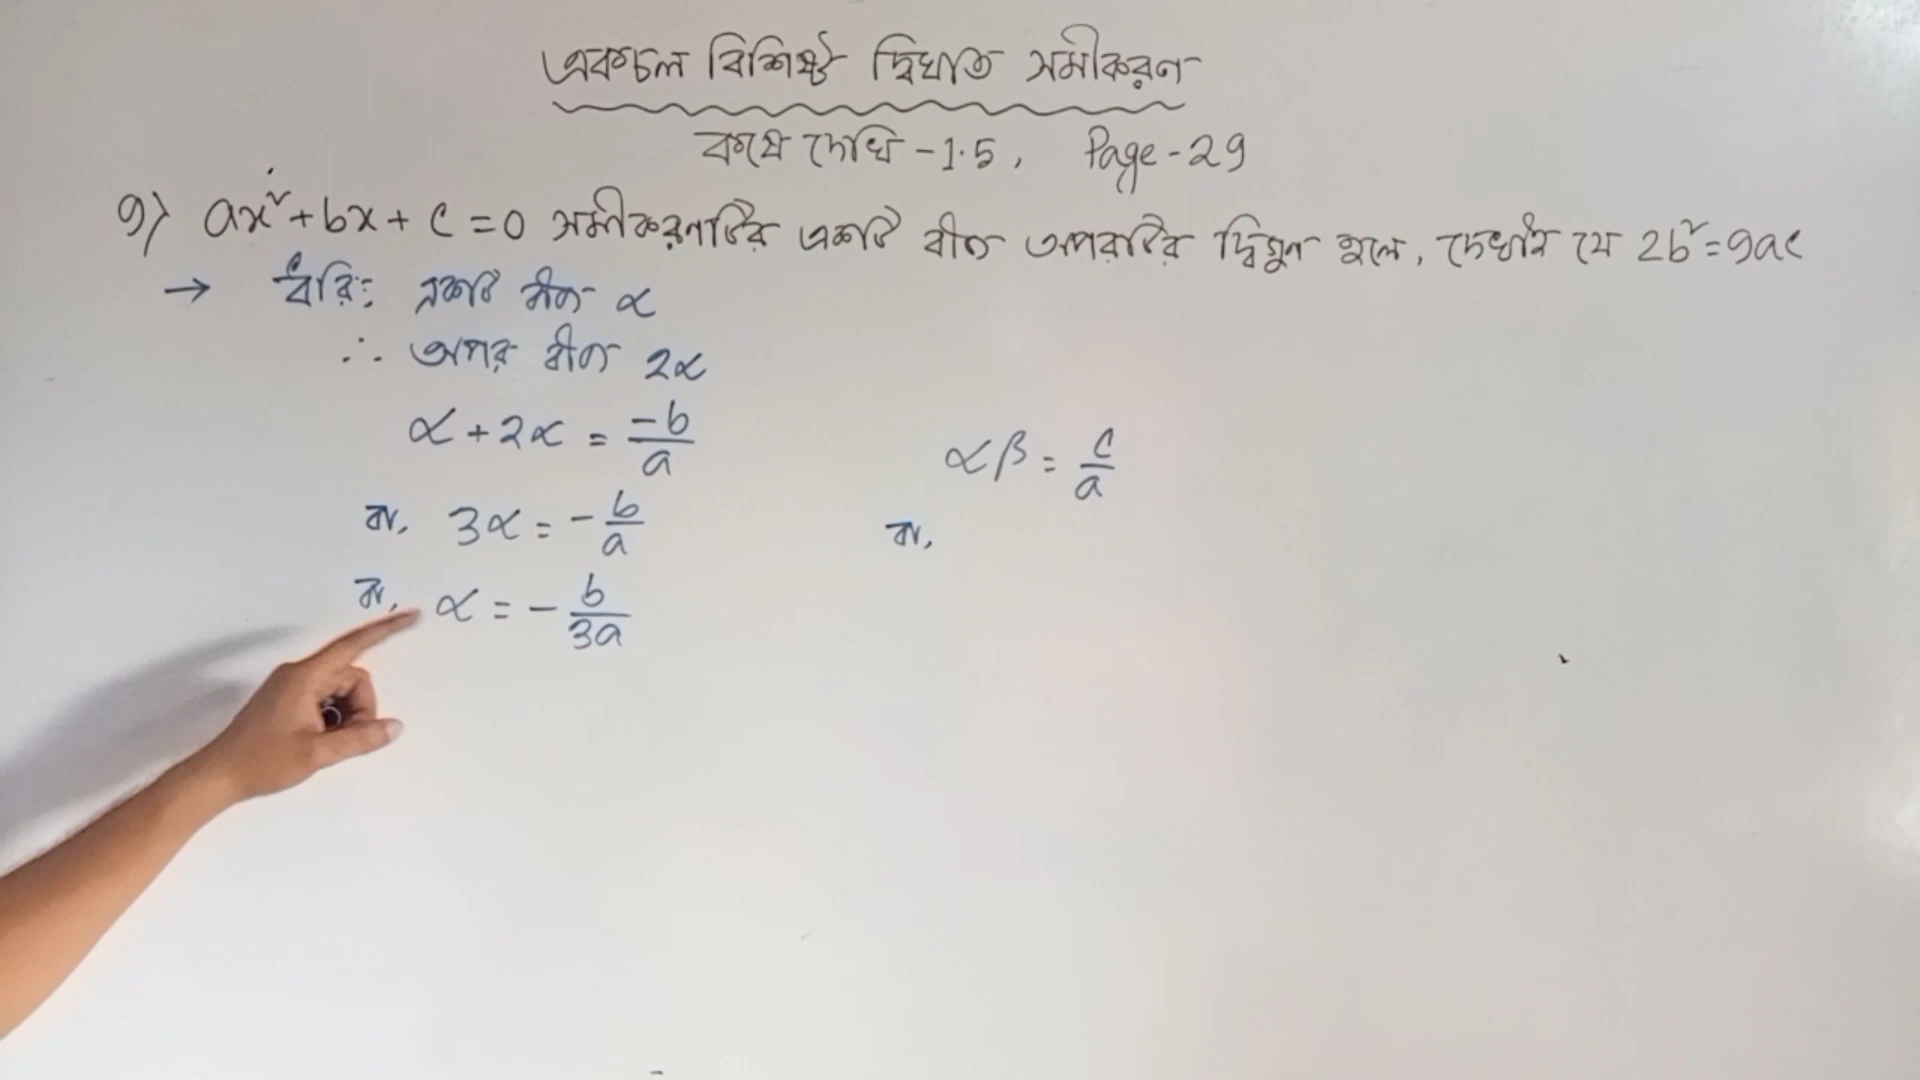 একচল বিশিষ্ট দ্বিঘাত সমীকরণ
কষে দেখি - 1.5, Page - 29
9) ax² + bx + c = 0 সমীকরণটির একটি বীজ অপরটির দ্বিগুন হলে, দেখাই যে 2b² = 9ac
→ ধরি: একটি বীজ α
∴ অপর বীজ 2α
α + 2α = -b/a
বা, 3α = - b/a
বা, α = - b/3a
αβ = c/a
বা,